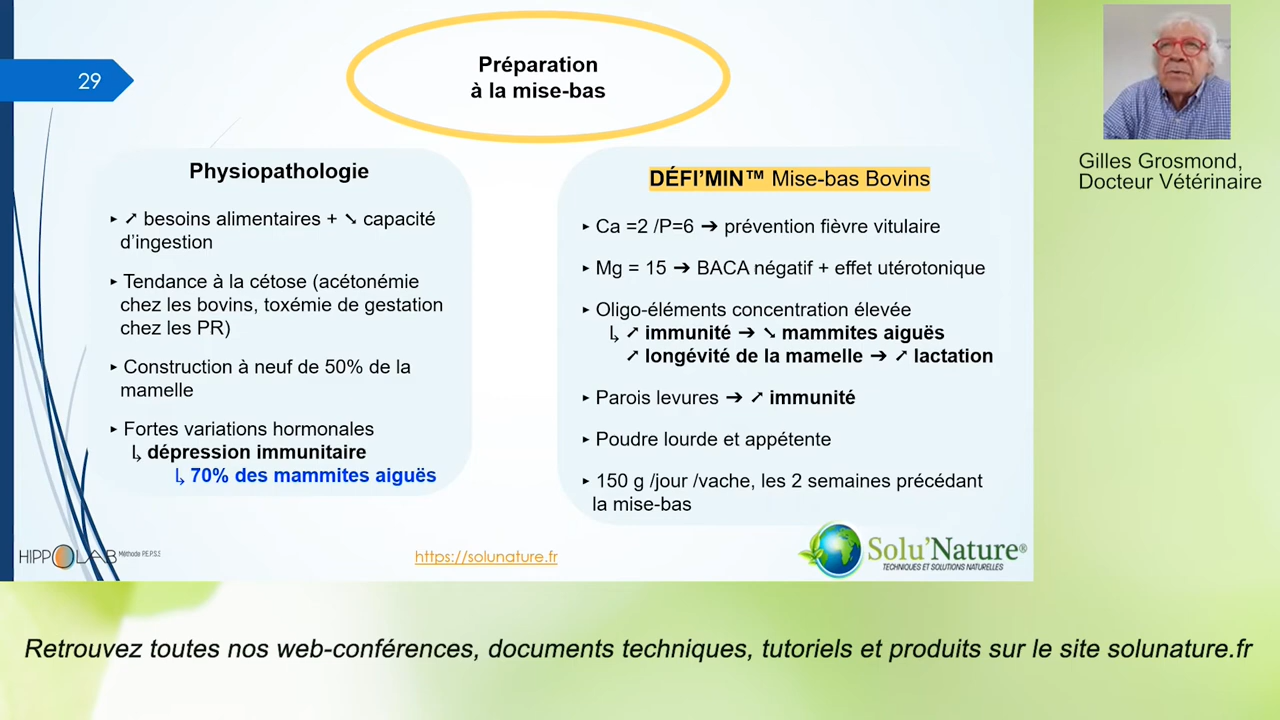 29
Préparation
à la mise-bas
Physiopathologie
▸ ↗ besoins alimentaires + ↘ capacité
d’ingestion
▸ Tendance à la cétose (acétonémie
chez les bovins, toxémie de gestation
chez les PR)
▸ Construction à neuf de 50% de la
mamelle
▸ Fortes variations hormonales
↳ dépression immunitaire
↳ 70% des mammites aiguës
DÉFI’MIN™ Mise-bas Bovins
▸ Ca =2 /P=6 ➔ prévention fièvre vitulaire
▸ Mg = 15 ➔ BACA négatif + effet utérotonique
▸ Oligo-éléments concentration élevée
↳ ↗ immunité ➔ ↘ mammites aiguës
↗ longévité de la mamelle ➔ ↗ lactation
▸ Parois levures ➔ ↗ immunité
▸ Poudre lourde et appétente
▸ 150 g /jour /vache, les 2 semaines précédant
la mise-bas
HIPPOLAB Méthode P.E.P.S.S
https://solunature.fr
Solu’Nature®
TECHNIQUES ET SOLUTIONS NATURELLES
Gilles Grosmond,
Docteur Vétérinaire
Retrouvez toutes nos web-conférences, documents techniques, tutoriels et produits sur le site solunature.fr